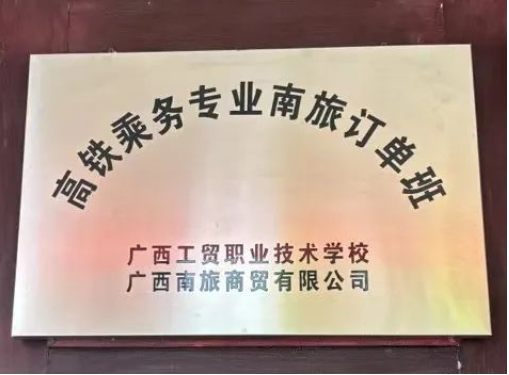 高铁乘务专业南旅订单班
广西工贸职业技术学校
广西南旅商贸有限公司